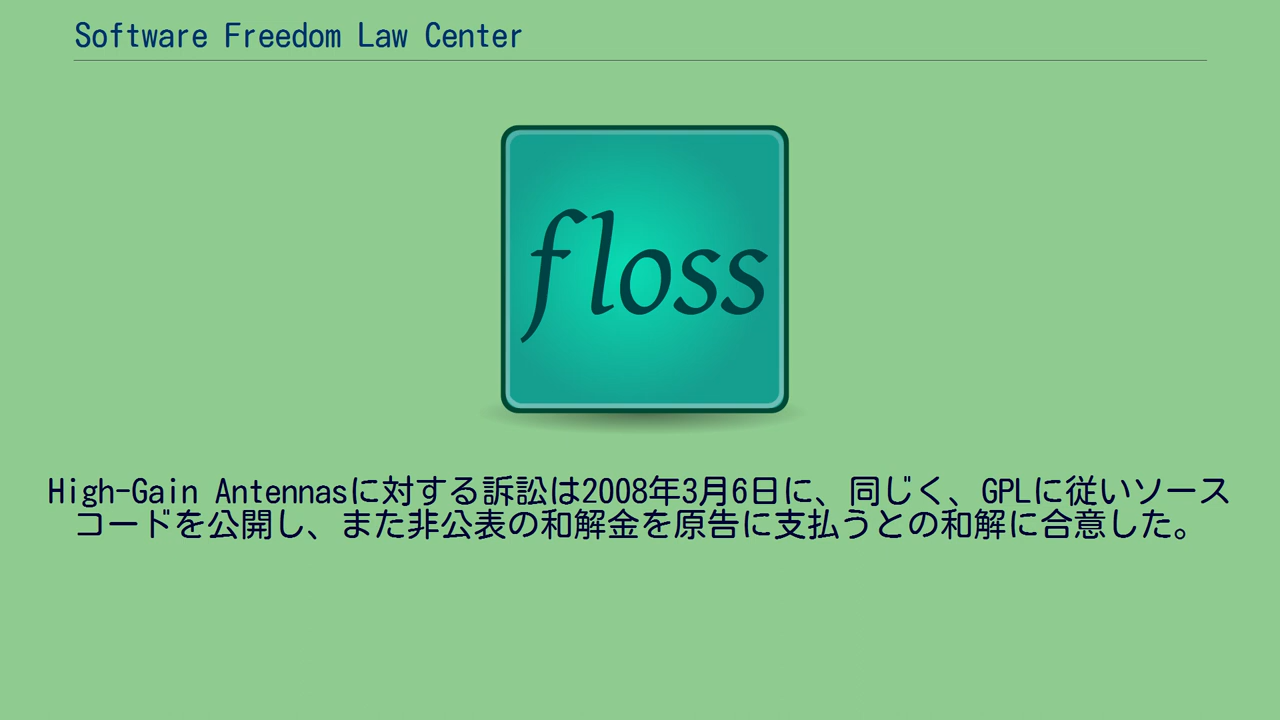 Software Freedom Law Center
floss
High-Gain Antennasに対する訴訟は2008年3月6日に、同じく、GPLに従いソース
コードを公開し、また非公表の和解金を原告に支払うとの和解に合意した。